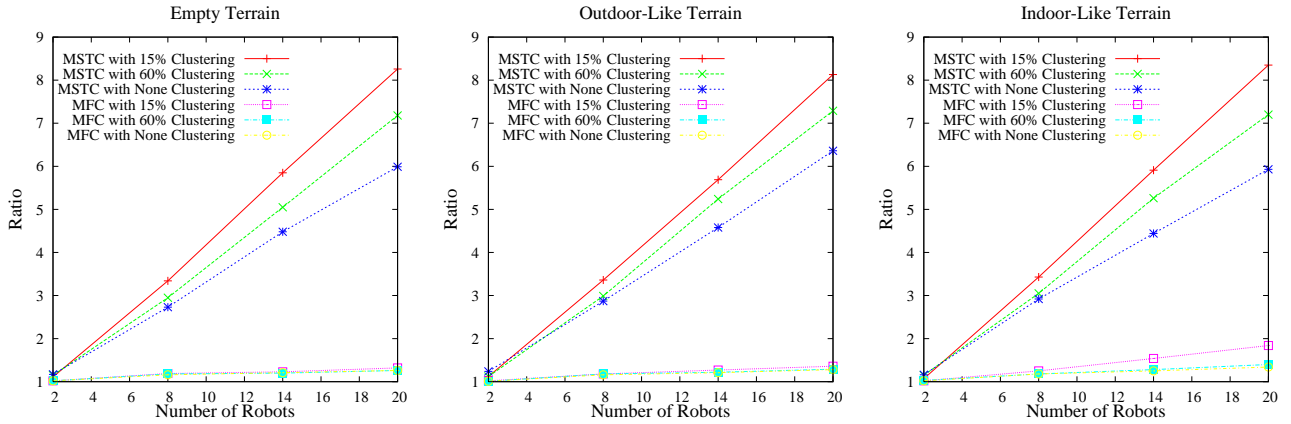 Empty Terrain
9
8
7
6
5
4
3
2
1
Ratio
MSTC with 15% Clustering
MSTC with 60% Clustering
MSTC with None Clustering
MFC with 15% Clustering
MFC with 60% Clustering
MFC with None Clustering
2 4 6 8 10 12 14 16 18 20
Number of Robots
Outdoor-Like Terrain
9
8
7
6
5
4
3
2
1
Ratio
MSTC with 15% Clustering
MSTC with 60% Clustering
MSTC with None Clustering
MFC with 15% Clustering
MFC with 60% Clustering
MFC with None Clustering
2 4 6 8 10 12 14 16 18 20
Number of Robots
Indoor-Like Terrain
9
8
7
6
5
4
3
2
1
Ratio
MSTC with 15% Clustering
MSTC with 60% Clustering
MSTC with None Clustering
MFC with 15% Clustering
MFC with 60% Clustering
MFC with None Clustering
2 4 6 8 10 12 14 16 18 20
Number of Robots